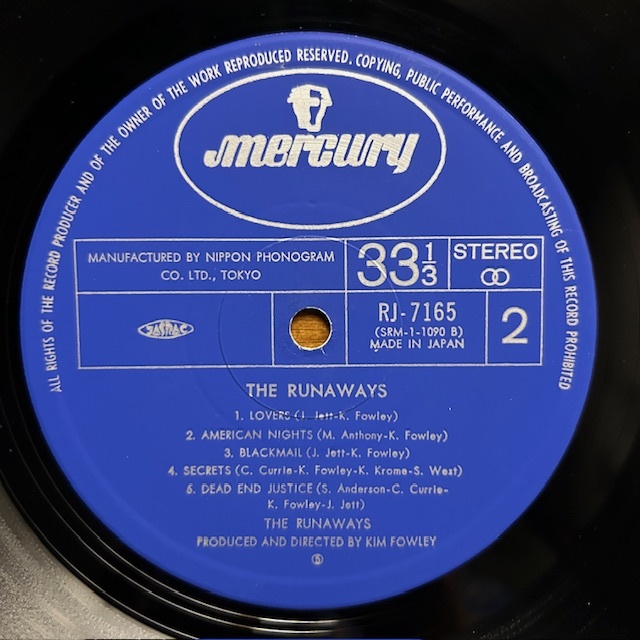 ALL RIGHTS OF THE RECORD PRODUCER AND OF THE OWNER OF THE WORK REPRODUCED RESERVED. COPYING, PUBLIC PERFORMANCE AND BROADCASTING OF THIS RECORD PROHIBITED
mercury
MANUFACTURED BY NIPPON PHONOGRAM
CO. LTD., TOKYO
33 1/3
STEREO
JASRAC
RJ-7165
(SRM-1-1090 B)
MADE IN JAPAN
2
THE RUNAWAYS
1. LOVERS (J. Jett-K. Fowley)
2. AMERICAN NIGHTS (M. Anthony-K. Fowley)
3. BLACKMAIL (J. Jett-K. Fowley)
4. SECRETS (C. Currie-K. Fowley-K. Krome-S. West)
5. DEAD END JUSTICE (S. Anderson-C. Currie-
K. Fowley-J. Jett)
THE RUNAWAYS
PRODUCED AND DIRECTED BY KIM FOWLEY